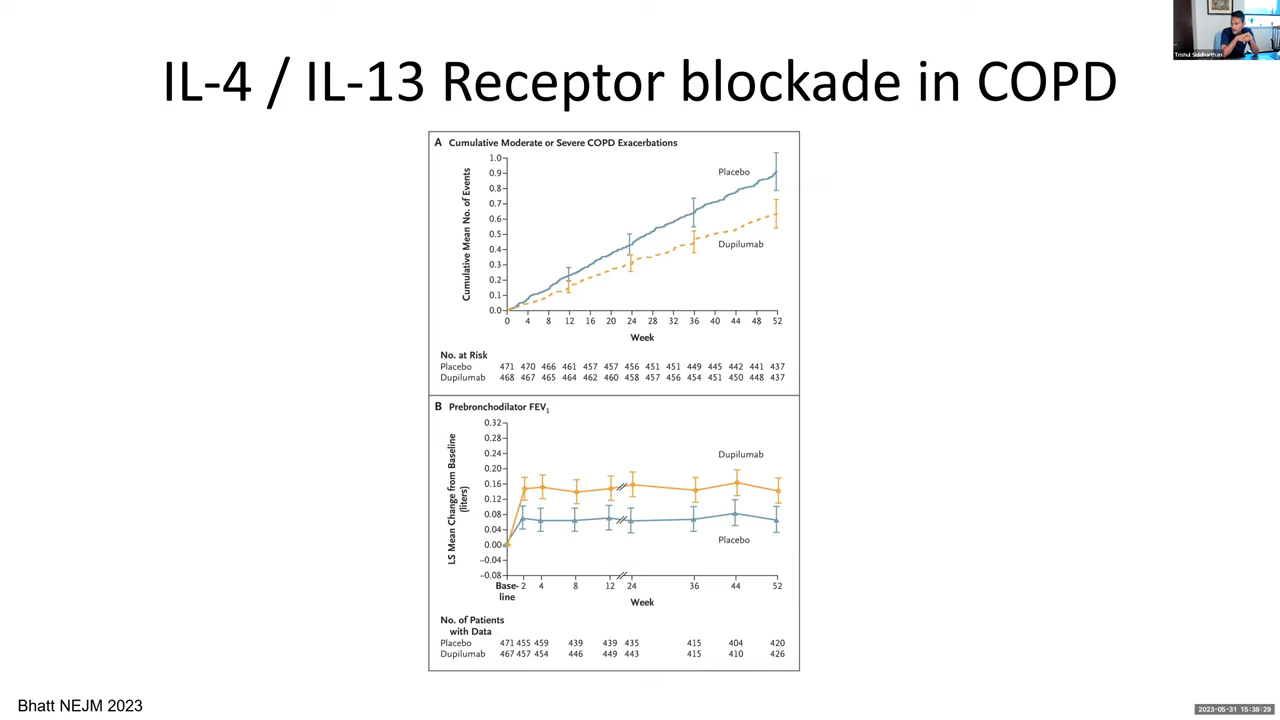 Trishul Siddharthan
IL-4 / IL-13 Receptor blockade in COPD
A Cumulative Moderate or Severe COPD Exacerbations
Cumulative Mean No. of Events
1.0
0.9
0.8
0.7
0.6
0.5
0.4
0.3
0.2
0.1
0.0
Placebo
Dupilumab
0 4 8 12 16 20 24 28 32 36 40 44 48 52
Week
No. at Risk
Placebo 471 470 466 461 457 457 456 451 451 449 445 442 441 437
Dupilumab 468 467 465 464 462 460 458 457 456 454 451 450 448 437
B Prebronchodilator FEV1
LS Mean Change from Baseline
(liters)
0.32
0.28
0.24
0.20
0.16
0.12
0.08
0.04
0.00
−0.04
−0.08
Dupilumab
Placebo
Base- 2 4 8 12 24 36 44 52
line
Week
No. of Patients
with Data
Placebo 471 455 459 439 439 435 415 404 420
Dupilumab 467 457 454 446 449 443 415 410 426
Bhatt NEJM 2023
2023-05-31 15:38:29